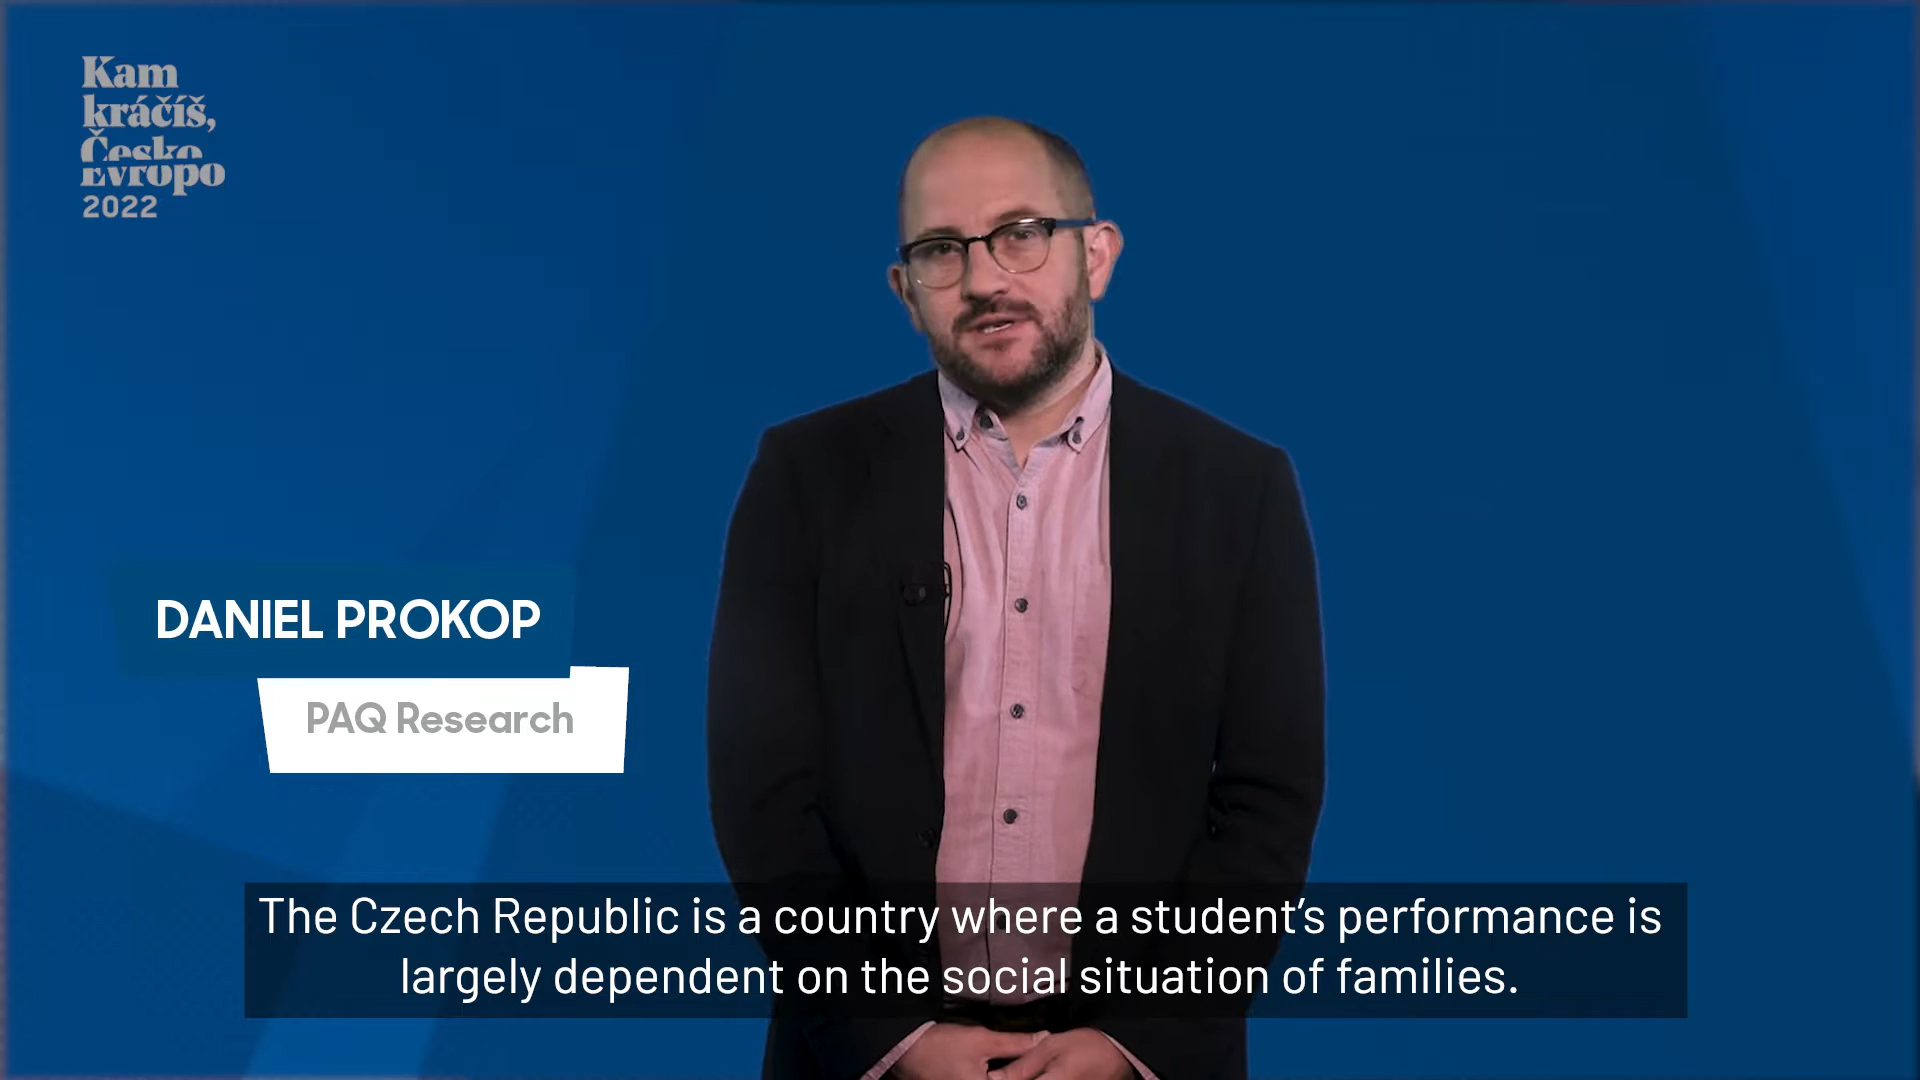 Kam
kráčíš,
Česko
Evropo
2022
DANIEL PROKOP
PAQ Research
The Czech Republic is a country where a student’s performance is
largely dependent on the social situation of families.